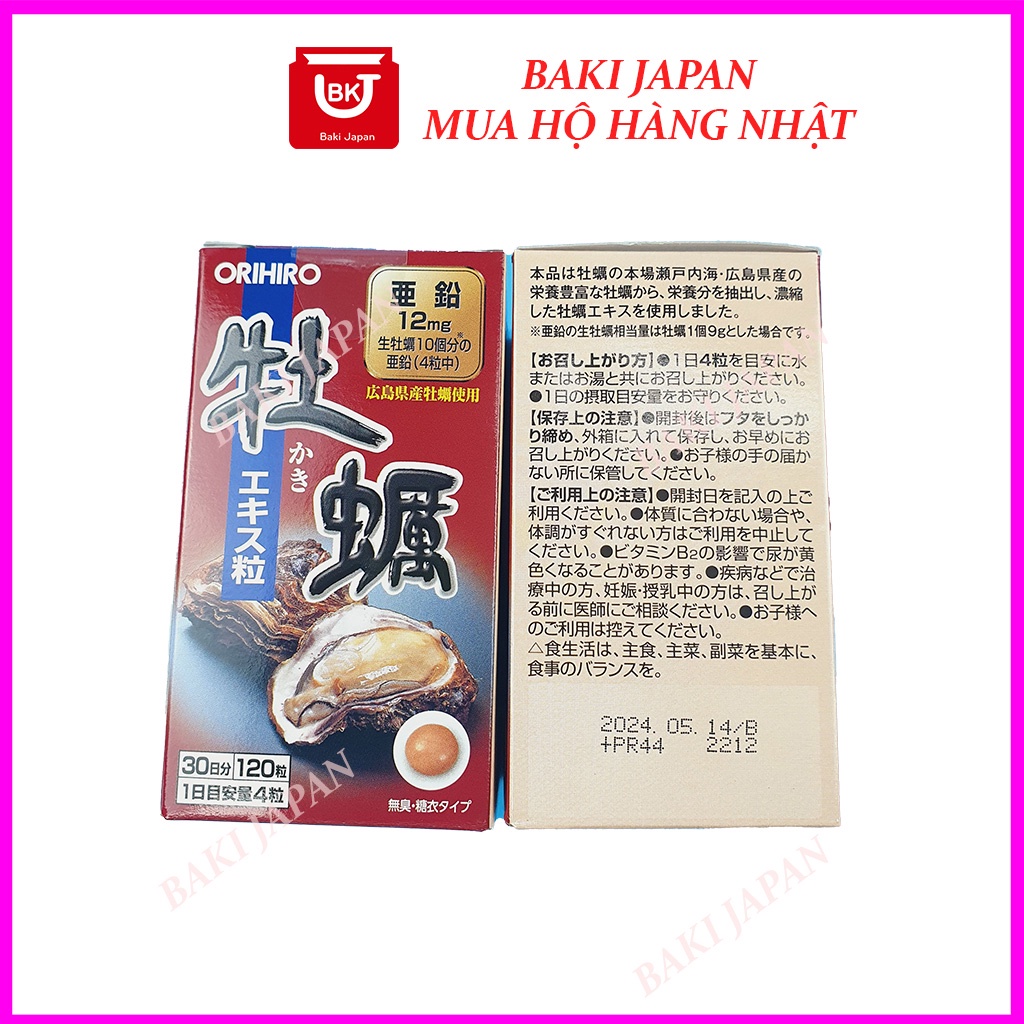 BKJ
Baki Japan
BAKI JAPAN
MUA HỘ HÀNG NHẬT
ORIHIRO
亜鉛
12mg
生牡蠣10個分の※
亜鉛(4粒中)
広島県産牡蠣使用
牡蠣
かき
エキス粒
30日分 120粒
1日目安量4粒
無臭・糖衣タイプ
本品は牡蠣の本場瀬戸内海・広島県産の
栄養豊富な牡蠣から、栄養分を抽出し、濃縮
した牡蠣エキスを使用しました。
※亜鉛の生牡蠣相当量は牡蠣1個9gとした場合です。
【お召し上がり方】●1日4粒を目安に水
またはお湯と共にお召し上がりください。
●1日の摂取目安量をお守りください。
【保存上の注意】●開封後はフタをしっか
り締め、外箱に入れて保存し、お早めにお
召し上がりください。●お子様の手の届か
ない所に保管してください。
【ご利用上の注意】●開封日を記入の上ご
利用ください。●体質に合わない場合や、
体調がすぐれない方はご利用を中止して
ください。●ビタミンB2の影響で尿が黄
色くなることがあります。●疾病などで治
療中の方、妊娠・授乳中の方は、召し上が
る前に医師にご相談ください。●お子様へ
のご利用は控えてください。
△食生活は、主食、主菜、副菜を基本に、
食事のバランスを。
2024.05.14/B
+PR44 2212
BAKI JAPAN
BAKI JAPAN
BAKI JAPAN